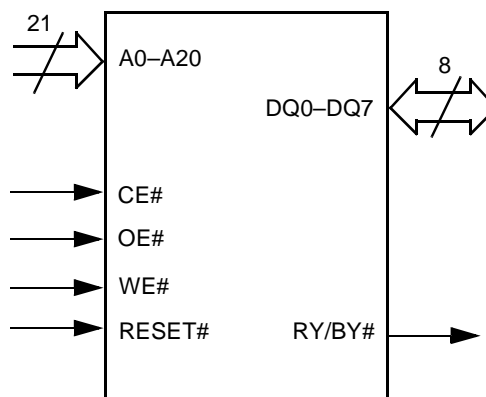 21
A0–A20
8
DQ0–DQ7
CE#
OE#
WE#
RESET#
RY/BY#